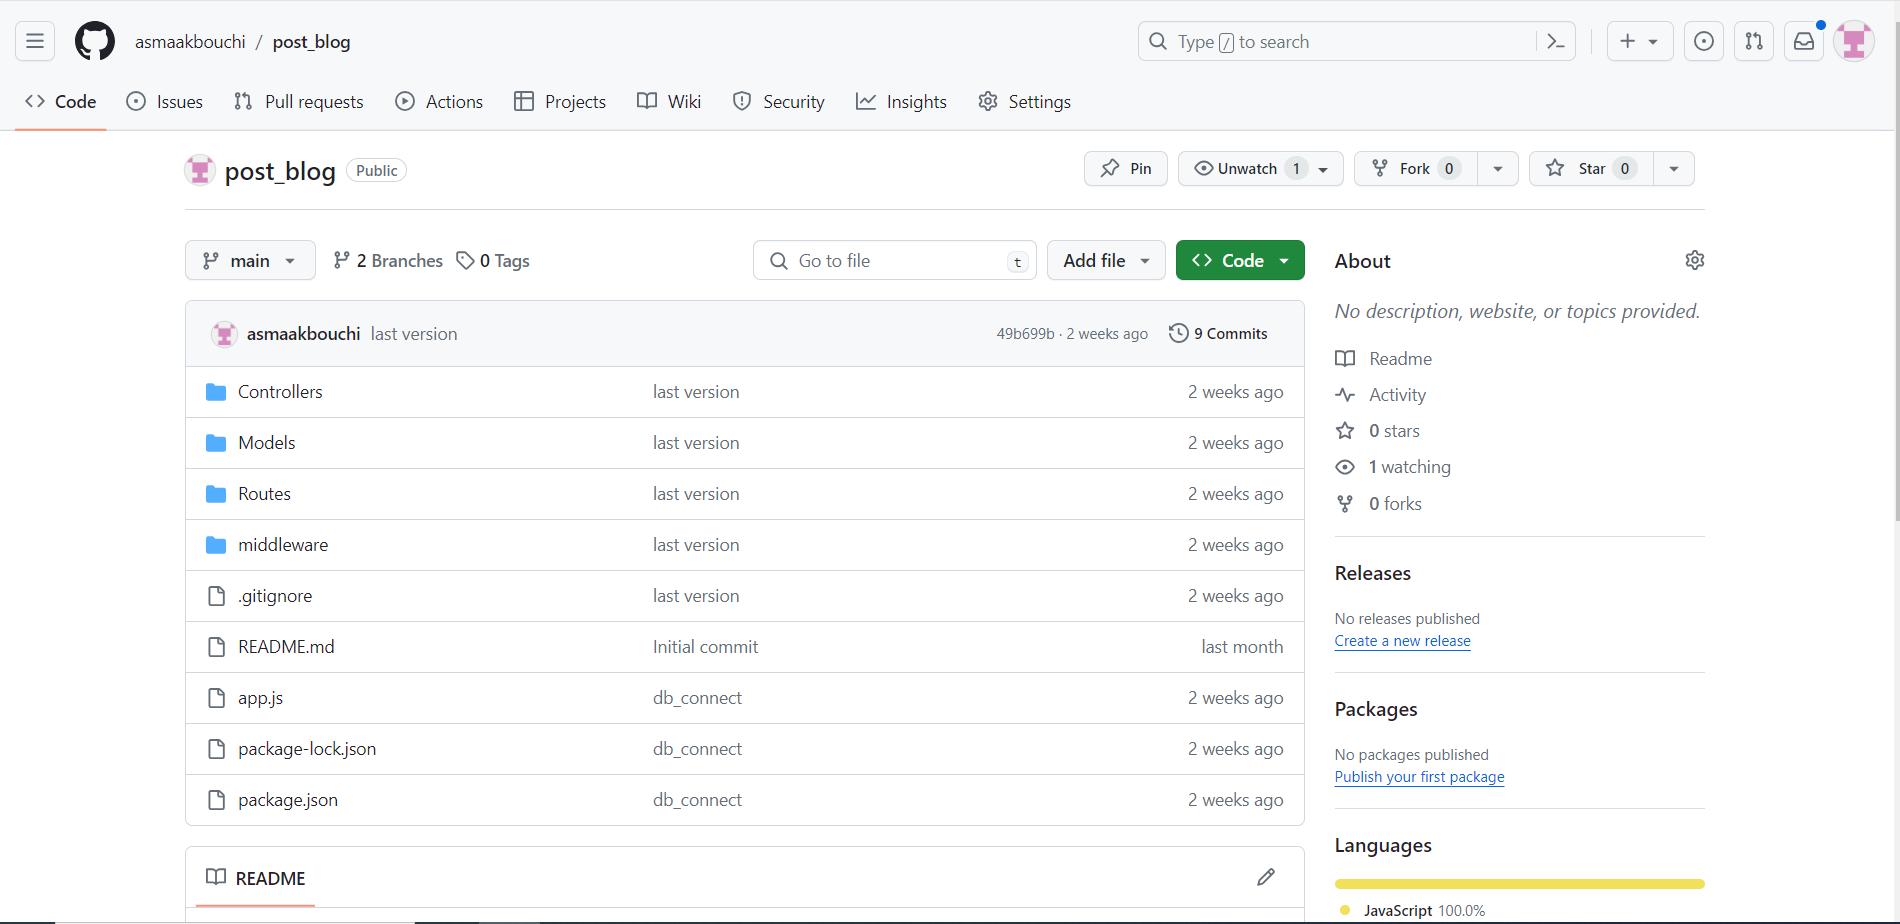 asmaakbouchi / post_blog
Type / to search
Code Issues Pull requests Actions Projects Wiki Security Insights Settings
post_blog Public
Pin Unwatch 1 Fork 0 Star 0
main 2 Branches 0 Tags
Go to file t Add file Code
asmaakbouchi last version 49b699b · 2 weeks ago 9 Commits
Controllers last version 2 weeks ago
Models last version 2 weeks ago
Routes last version 2 weeks ago
middleware last version 2 weeks ago
.gitignore last version 2 weeks ago
README.md Initial commit last month
app.js db_connect 2 weeks ago
package-lock.json db_connect 2 weeks ago
package.json db_connect 2 weeks ago
README
About
No description, website, or topics provided.
Readme
Activity
0 stars
1 watching
0 forks
Releases
No releases published
Create a new release
Packages
No packages published
Publish your first package
Languages
JavaScript 100.0%